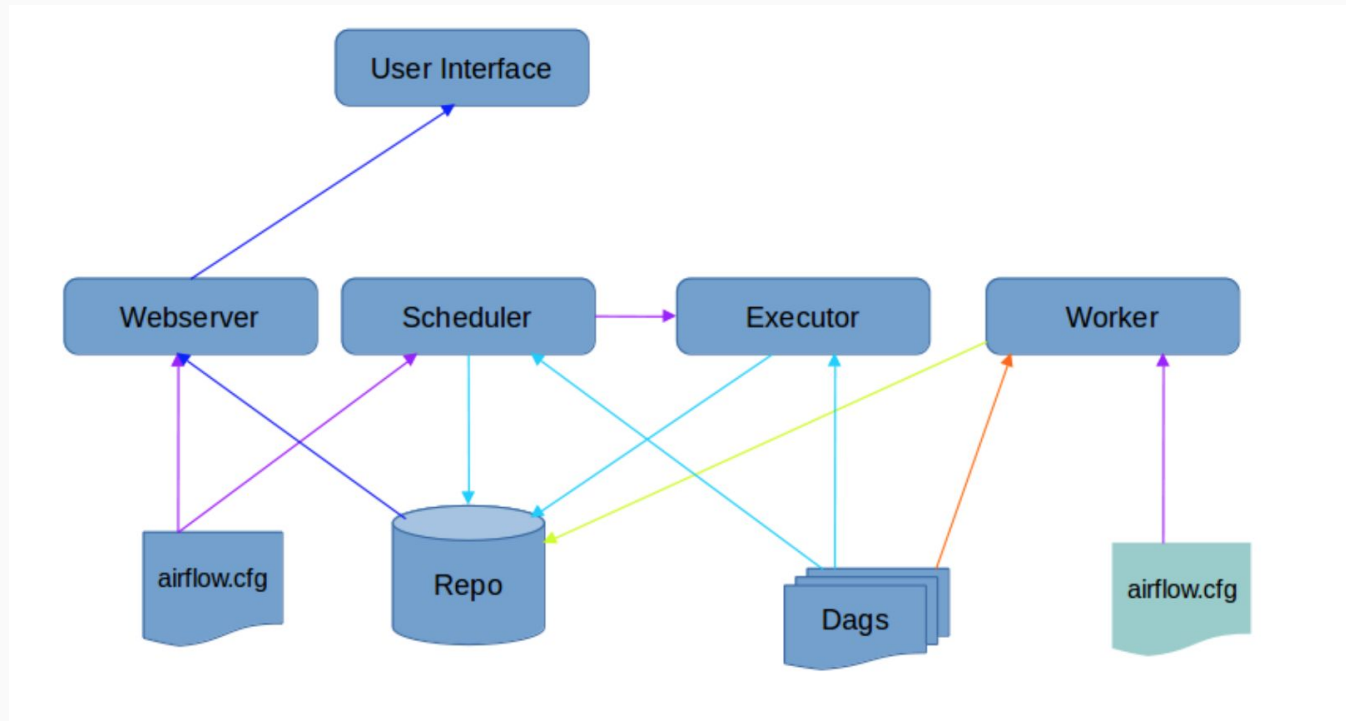 User Interface
Webserver
Scheduler
Executor
Worker
airflow.cfg
Repo
Dags
airflow.cfg